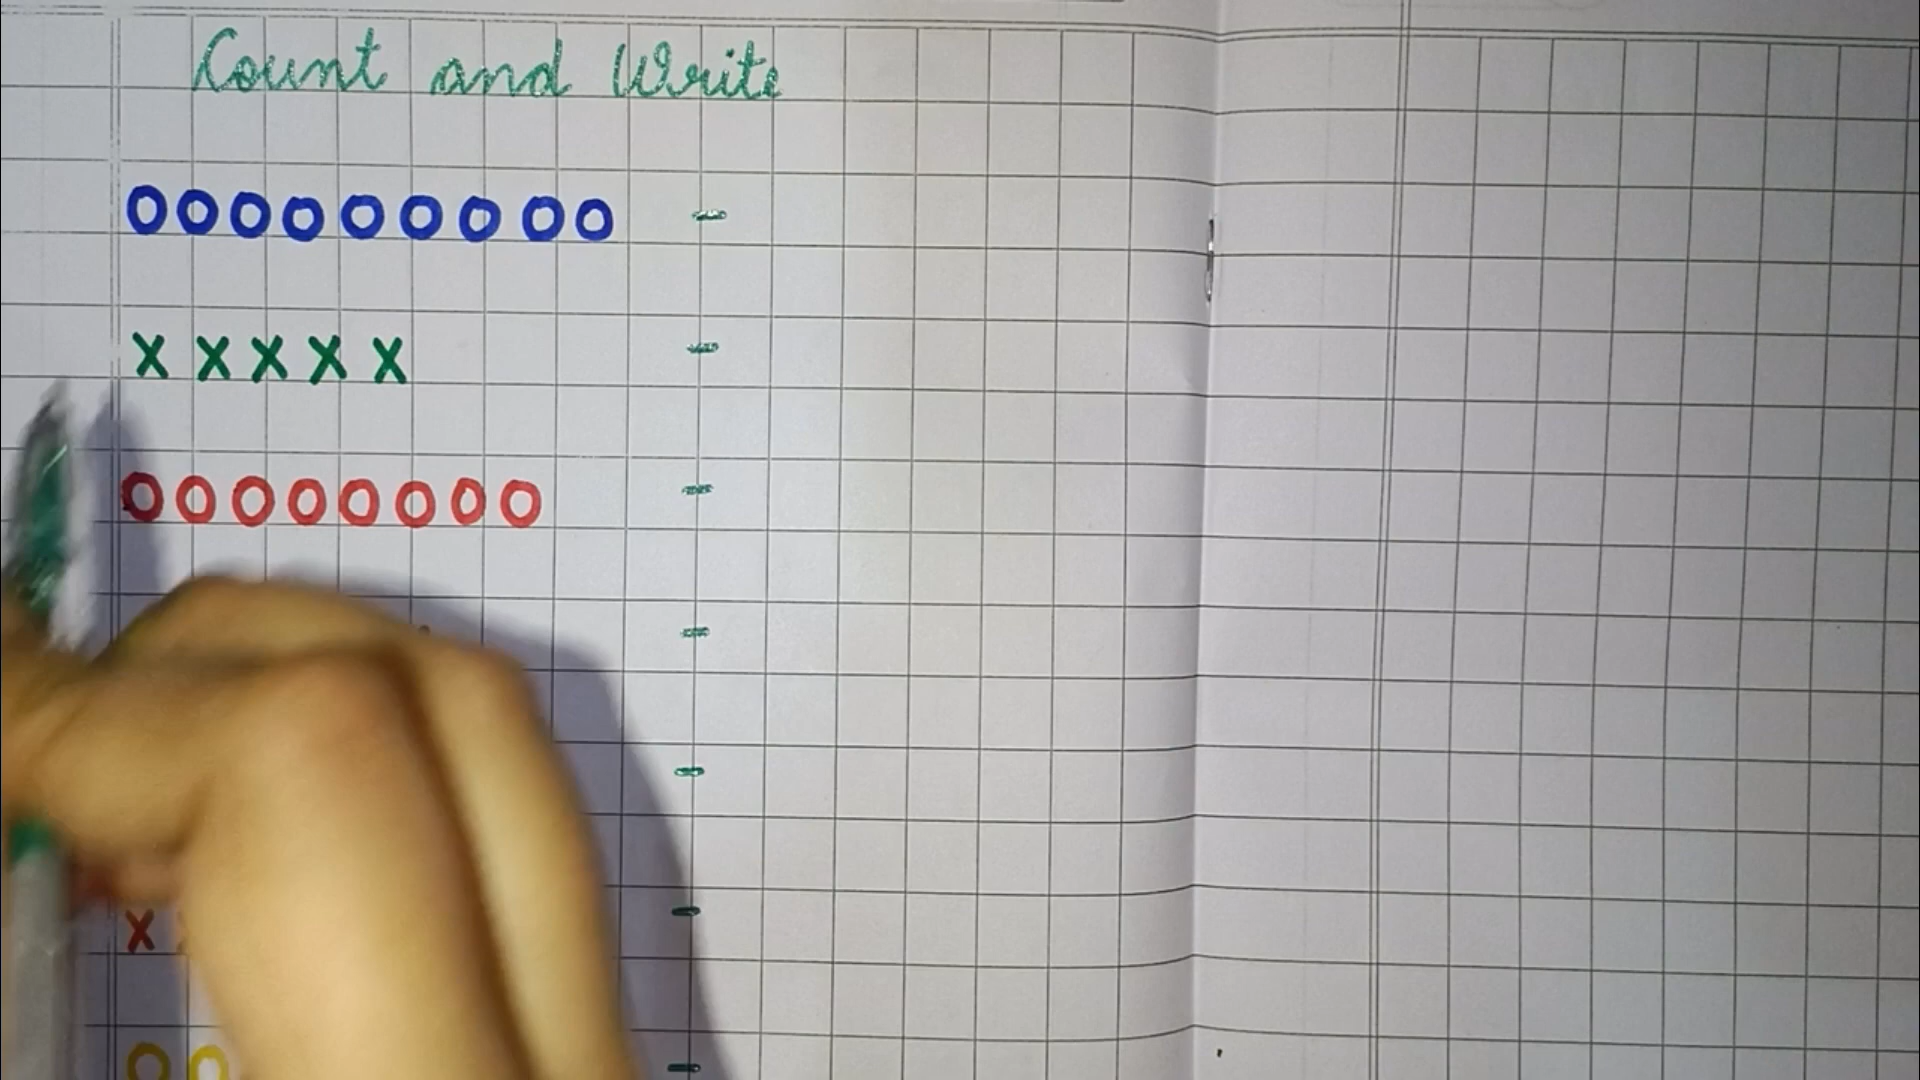 Count and Write
O O O O O O O O O -
X X X X X -
O O O O O O O O -
-
-
X -
O O -